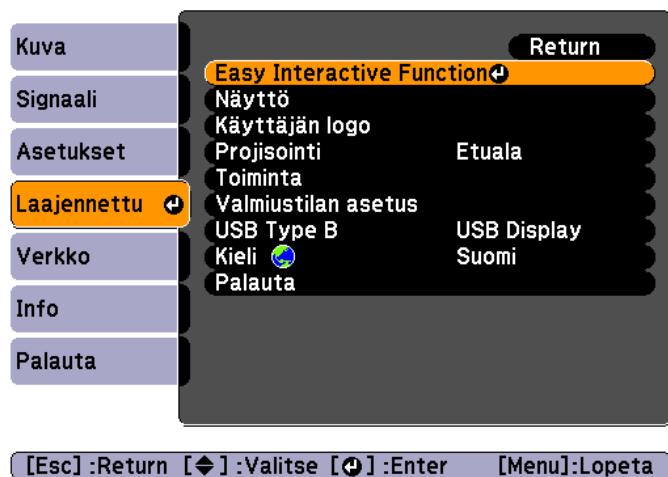 Kuva
Signaali
Asetukset
Laajennettu
Verkko
Info
Palauta
Return
Easy Interactive Function
Näyttö
Käyttäjän logo
Projisointi Etuala
Toiminta
Valmiustilan asetus
USB Type B USB Display
Kieli Suomi
Palauta
[Esc] :Return [ ] :Valitse [ ] :Enter [Menu]:Lopeta